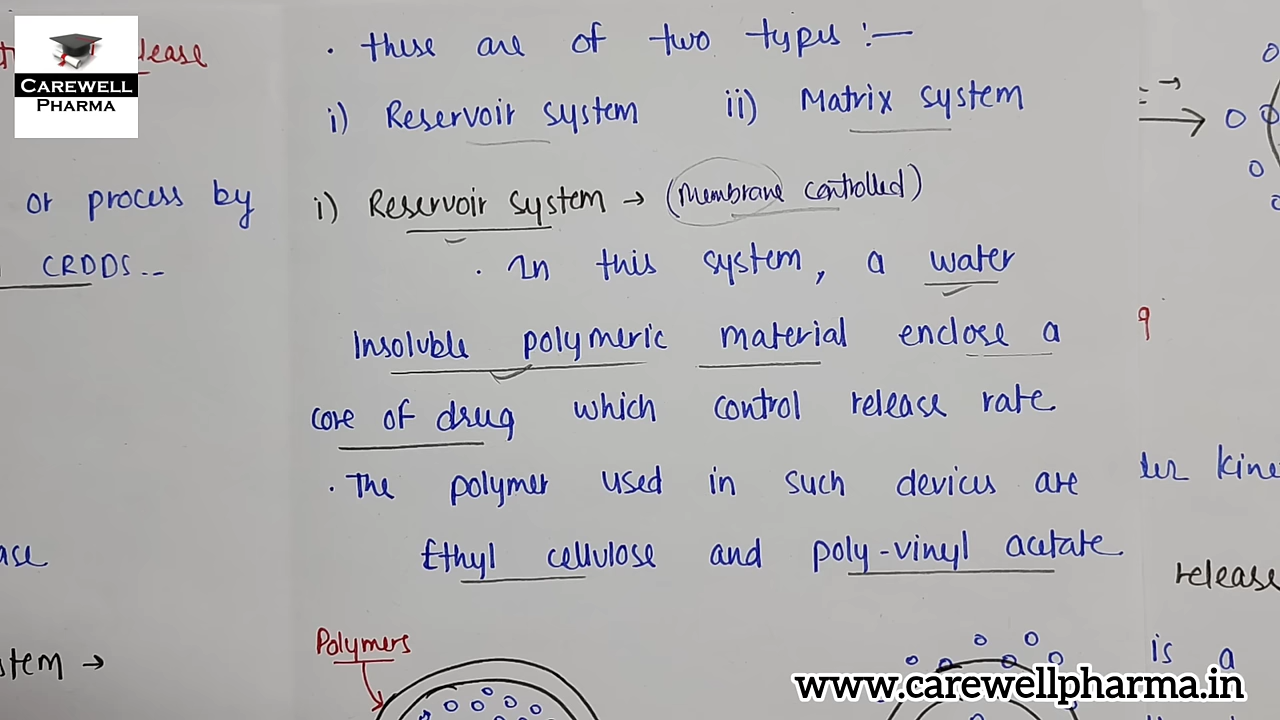 lease
CAREWELL
PHARMA
or process by
CRDDS--
ase
stem →
• these are of two types :—
i) Reservoir system ii) Matrix system
i) Reservoir system → (Membrane controlled)
• In this system, a water
Insoluble polymeric material enclose a
core of drug which control release rate
• The polymer used in such devices are
Ethyl cellulose and poly-vinyl acetate
Polymers
release
is a
www.carewellpharma.in